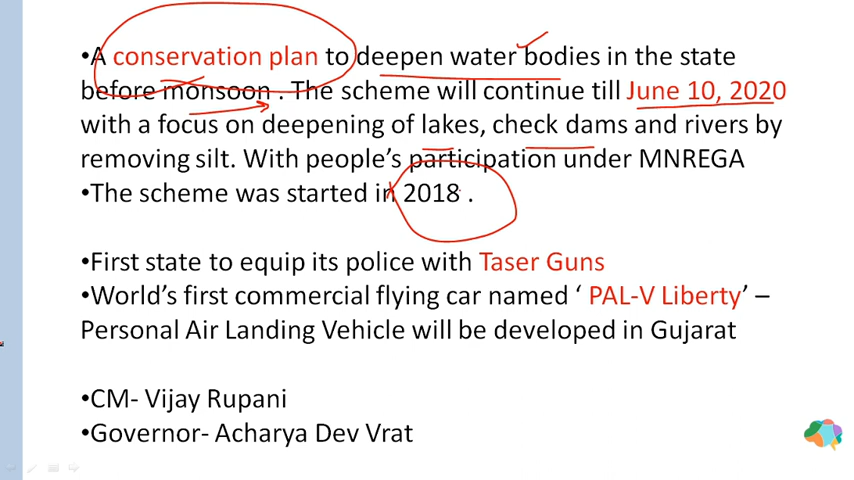 •A conservation plan to deepen water bodies in the state
before monsoon . The scheme will continue till June 10, 2020
with a focus on deepening of lakes, check dams and rivers by
removing silt. With people's participation under MNREGA
•The scheme was started in 2018 .
•First state to equip its police with Taser Guns
•World's first commercial flying car named ‘ PAL-V Liberty’ –
Personal Air Landing Vehicle will be developed in Gujarat
•CM- Vijay Rupani
•Governor- Acharya Dev Vrat